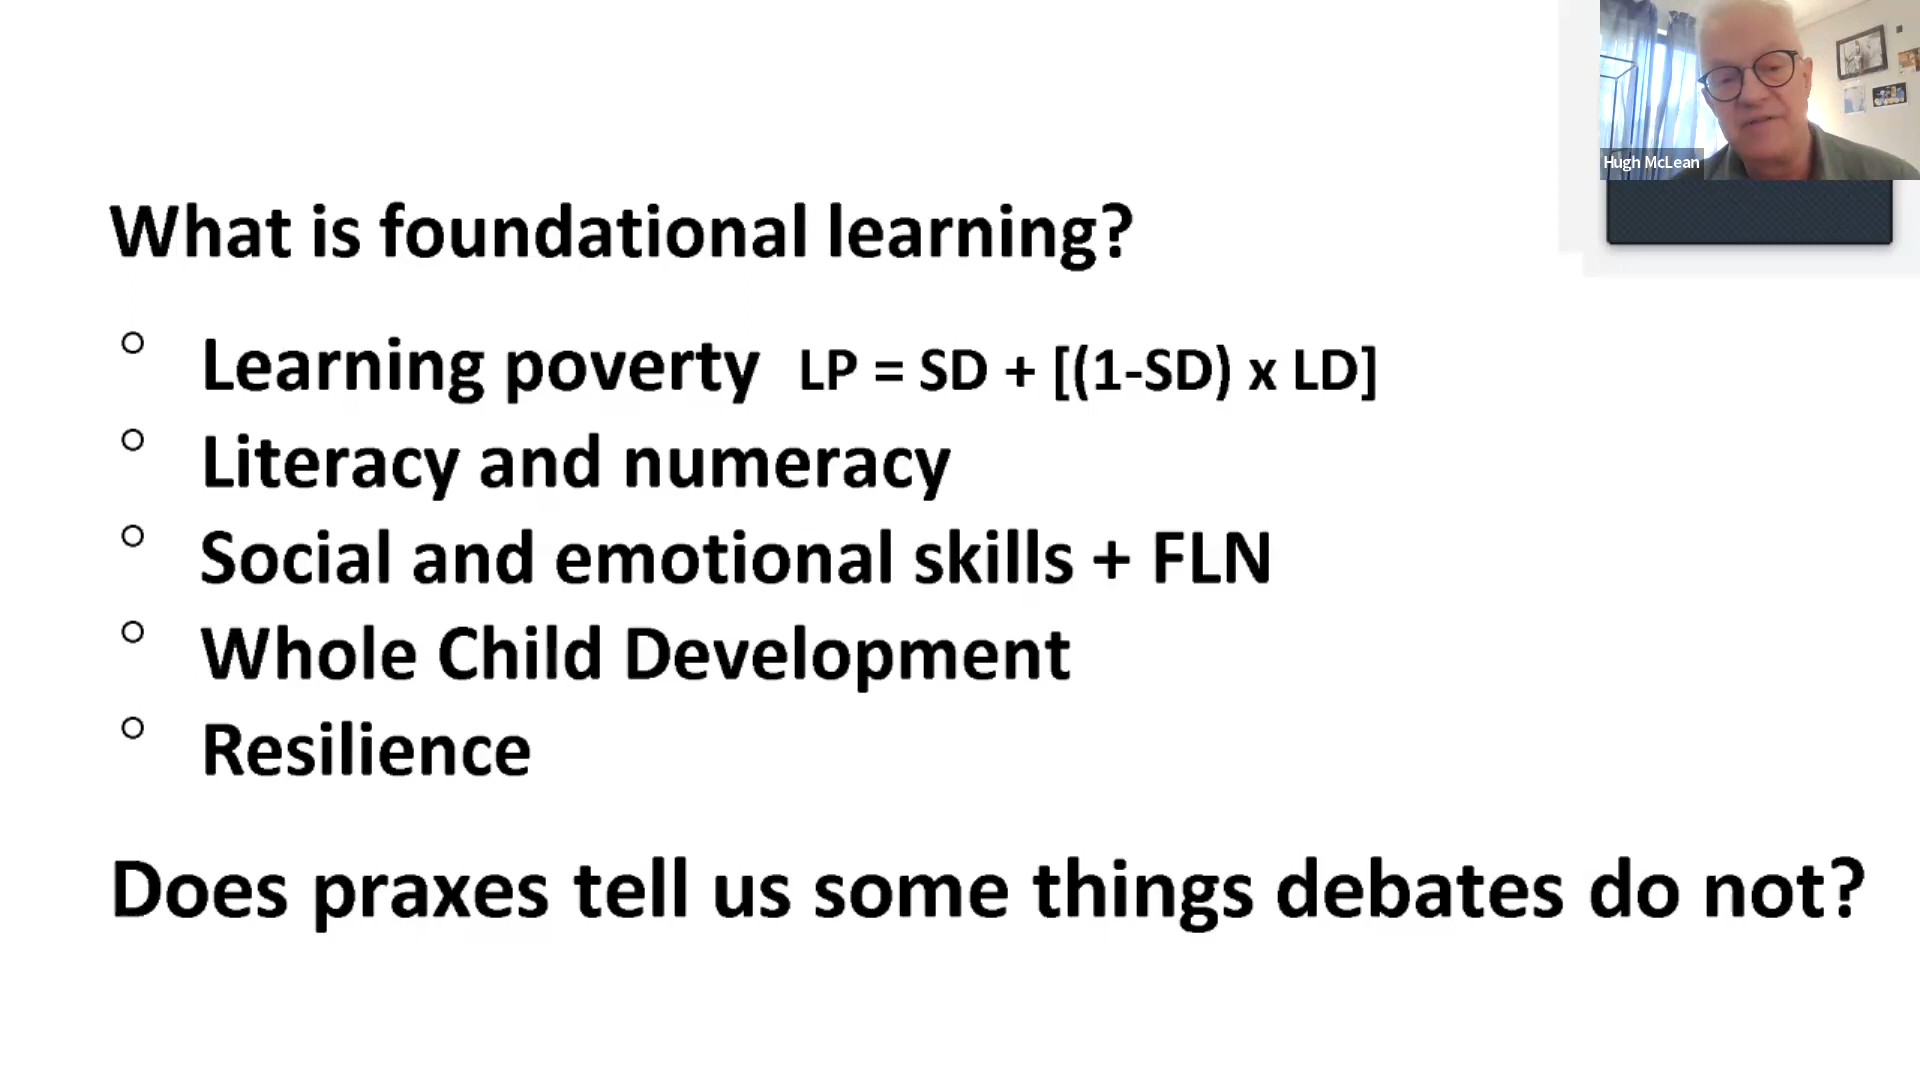 Hugh McLean
What is foundational learning?
Learning poverty LP = SD + [(1-SD) x LD]
Literacy and numeracy
Social and emotional skills + FLN
Whole Child Development
Resilience
Does praxes tell us some things debates do not?